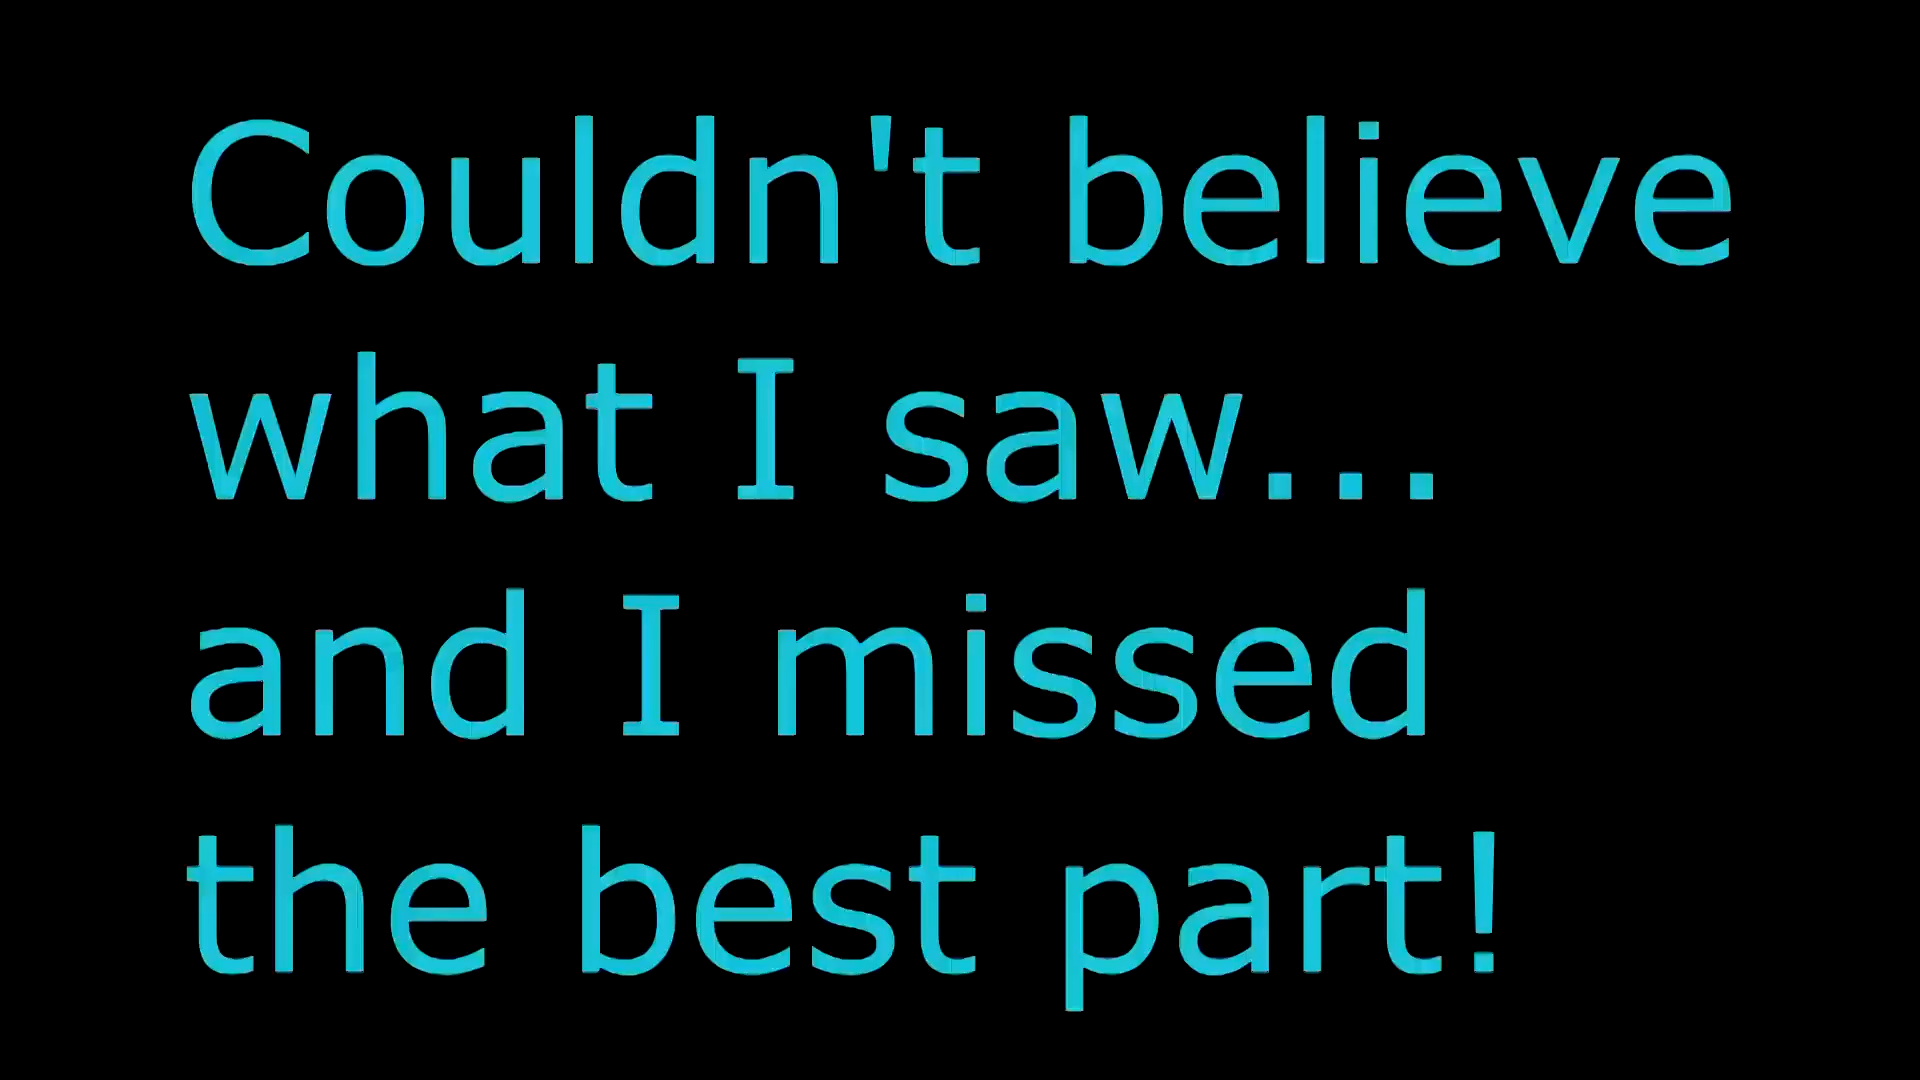 Couldn't believe
what I saw...
and I missed
the best part!